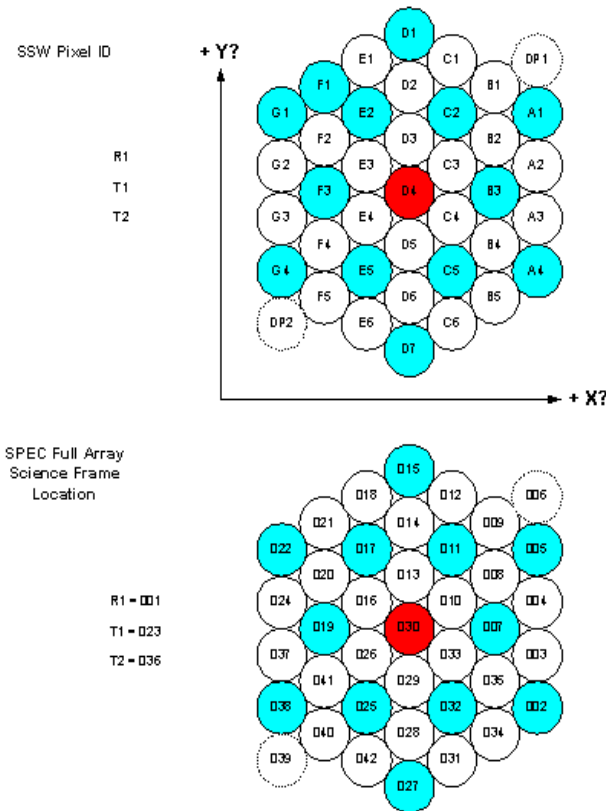 SSW Pixel ID
+ Y?
D1
E1 C1 DP1
F1 D2 B1
G1 E2 C2 A1
F2 D3 B2
R1
G2 E3 C3 A2
T1
F3 D4 B3
T2
G3 E4 C4 A3
F4 D5 B4
G4 E5 C5 A4
F5 D6 B5
DP2 E6 C6
D7
+ X?
SPEC Full Array
Science Frame
Location
015
018 012 006
021 014 009
022 017 011 005
020 013 008
R1 = 001
024 016 010 004
T1 = 023
019 030 007
T2 = 036
037 026 033 003
041 029 035
038 025 032 002
040 028 034
039 042 031
027